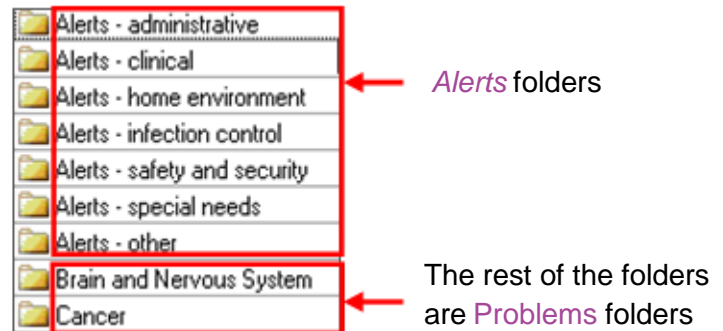 Alerts - administrative
Alerts - clinical
Alerts - home environment
Alerts - infection control
Alerts - safety and security
Alerts - special needs
Alerts - other
Brain and Nervous System
Cancer
Alerts folders
The rest of the folders
are Problems folders